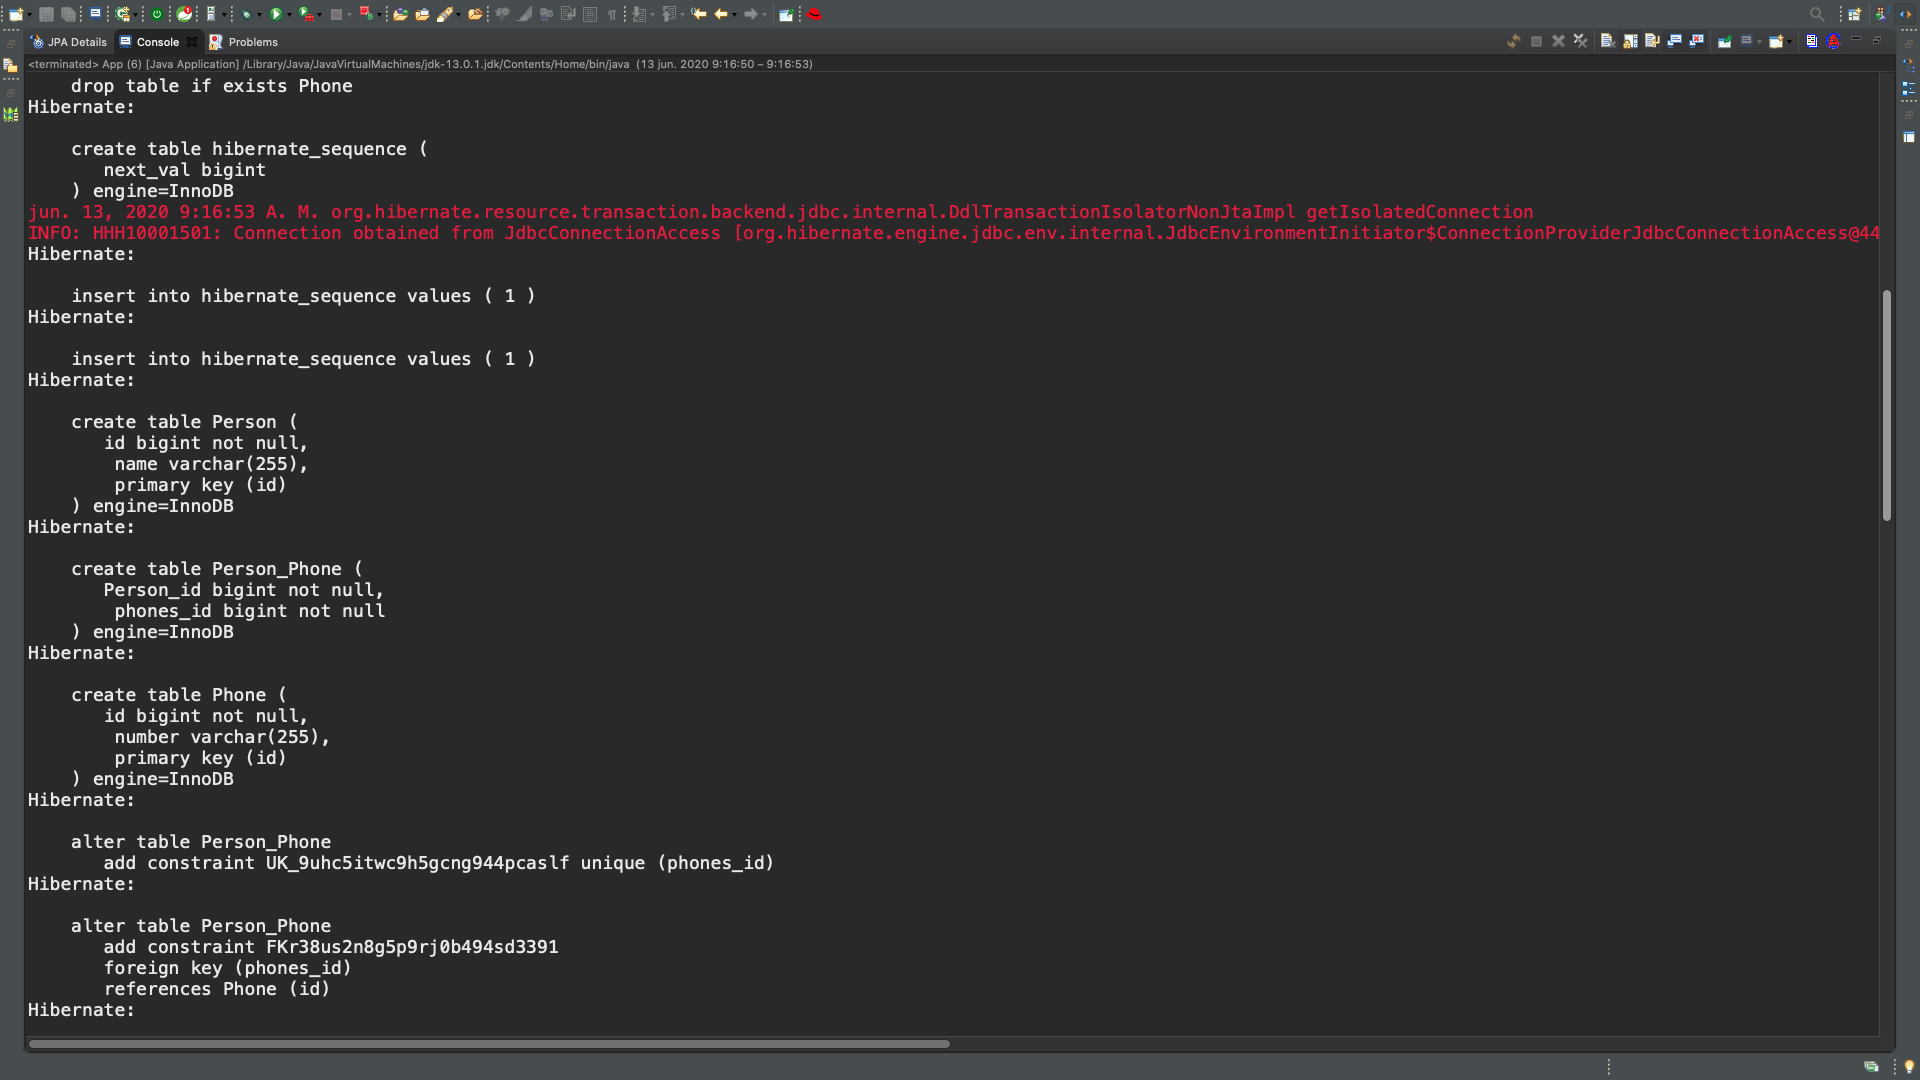 JPA Details
Console
Problems
<terminated> App (6) [Java Application] /Library/Java/JavaVirtualMachines/jdk-13.0.1.jdk/Contents/Home/bin/java  (13 jun. 2020 9:16:50 – 9:16:53)
    drop table if exists Phone
Hibernate: 
    create table hibernate_sequence (
       next_val bigint
    ) engine=InnoDB
jun. 13, 2020 9:16:53 A. M. org.hibernate.resource.transaction.backend.jdbc.internal.DdlTransactionIsolatorNonJtaImpl getIsolatedConnection
INFO: HHH10001501: Connection obtained from JdbcConnectionAccess [org.hibernate.engine.jdbc.env.internal.JdbcEnvironmentInitiator$ConnectionProviderJdbcConnectionAccess@44
Hibernate: 
    insert into hibernate_sequence values ( 1 )
Hibernate: 
    insert into hibernate_sequence values ( 1 )
Hibernate: 
    create table Person (
       id bigint not null,
        name varchar(255),
        primary key (id)
    ) engine=InnoDB
Hibernate: 
    create table Person_Phone (
       Person_id bigint not null,
        phones_id bigint not null
    ) engine=InnoDB
Hibernate: 
    create table Phone (
       id bigint not null,
        number varchar(255),
        primary key (id)
    ) engine=InnoDB
Hibernate: 
    alter table Person_Phone
       add constraint UK_9uhc5itwc9h5gcng944pcaslf unique (phones_id)
Hibernate: 
    alter table Person_Phone
       add constraint FKr38us2n8g5p9rj0b494sd3391
       foreign key (phones_id)
       references Phone (id)
Hibernate: